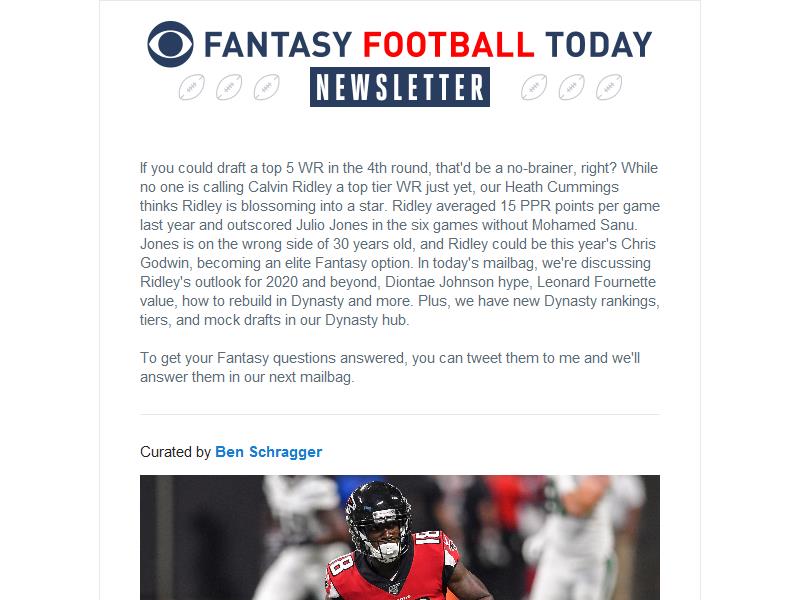 FANTASY FOOTBALL TODAY
NEWSLETTER
If you could draft a top 5 WR in the 4th round, that'd be a no-brainer, right? While
no one is calling Calvin Ridley a top tier WR just yet, our Heath Cummings
thinks Ridley is blossoming into a star. Ridley averaged 15 PPR points per game
last year and outscored Julio Jones in the six games without Mohamed Sanu.
Jones is on the wrong side of 30 years old, and Ridley could be this year's Chris
Godwin, becoming an elite Fantasy option. In today's mailbag, we're discussing
Ridley's outlook for 2020 and beyond, Diontae Johnson hype, Leonard Fournette
value, how to rebuild in Dynasty and more. Plus, we have new Dynasty rankings,
tiers, and mock drafts in our Dynasty hub.
To get your Fantasy questions answered, you can tweet them to me and we'll
answer them in our next mailbag.
Curated by Ben Schragger
18
18